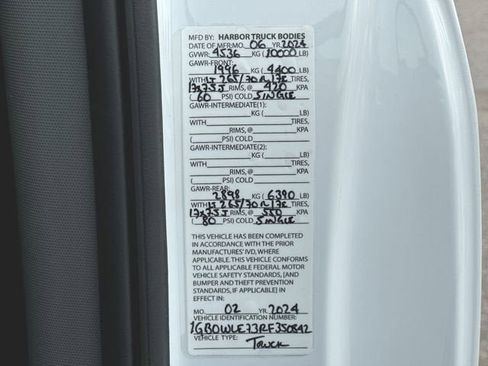 MFD BY: HARBOR TRUCK BODIES
DATE OF MFR: MO. 06 YR. 2024
GVWR: 4536 KG ( 10000 LB)
GAWR-FRONT:
1996 KG ( 4400 LB)
WITH LT 265/70R17E TIRES,
17x7.5J RIMS, @ 420 KPA
( 60 PSI) COLD SINGLE
GAWR-INTERMEDIATE(1):
KG ( LB)
WITH TIRES,
RIMS, @ KPA
( PSI) COLD
GAWR-INTERMEDIATE(2):
KG ( LB)
WITH TIRES,
RIMS, @ KPA
( PSI) COLD
GAWR-REAR:
2898 KG ( 6390 LB)
WITH 265/70R17E TIRES,
17x7.5J RIMS, @ 550 KPA
( 80 PSI) COLD SINGLE
THIS VEHICLE HAS BEEN COMPLETED
IN ACCORDANCE WITH THE PRIOR
MANUFACTURES' IVD, WHERE
APPLICABLE. THIS VEHICLE CONFORMS
TO ALL APPLICABLE FEDERAL MOTOR
VEHICLE SAFETY STANDARDS, [AND
BUMPER AND THEFT PREVENTION
STANDARDS, IF APPLICABLE]
IN EFFECT IN:
MO. 02 YR. 2024
VEHICLE IDENTIFICATION NUMBER:
1GB0WLE73RF350842
VEHICLE TYPE: TRUCK